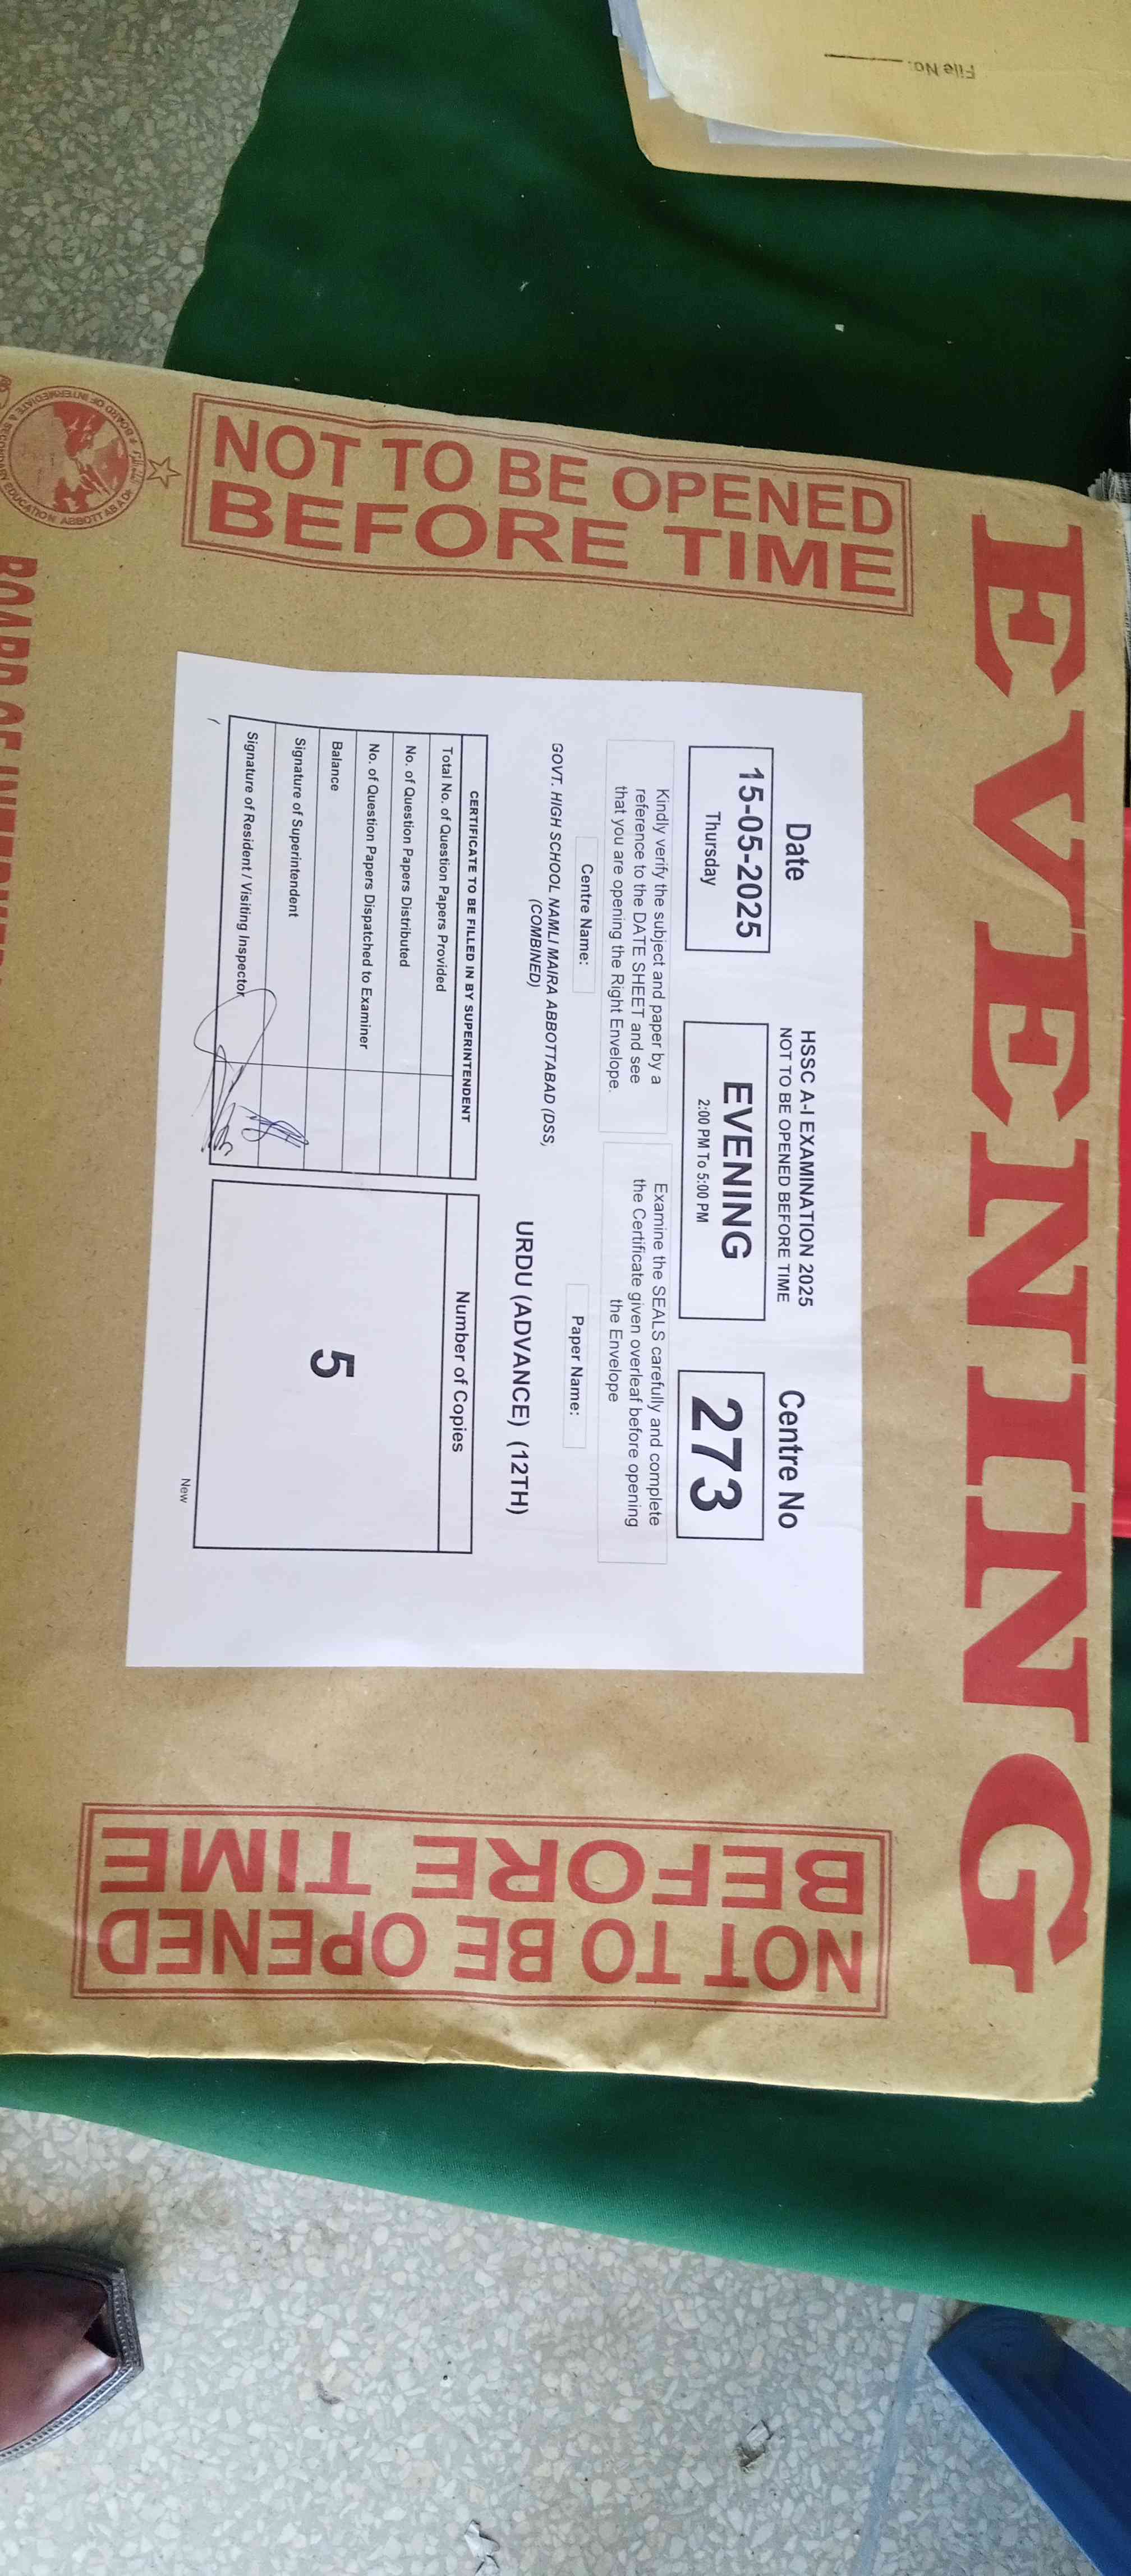 File No:
EVENING
NOT TO BE OPENED
BEFORE TIME
HSSC A-I EXAMINATION 2025
NOT TO BE OPENED BEFORE TIME
Date
15-05-2025
Thursday
EVENING
2:00 PM To 5:00 PM
Centre No
273
Kindly verify the subject and paper by a
reference to the DATE SHEET and see
that you are opening the Right Envelope.
Examine the SEALS carefully and complete
the Certificate given overleaf before opening
the Envelope
Centre Name:
GOVT. HIGH SCHOOL NAMLI MAIRA ABBOTTABAD (DSS,
(COMBINED)
Paper Name:
URDU (ADVANCE) (12TH)
CERTIFICATE TO BE FILLED IN BY SUPERINTENDENT
Total No. of Question Papers Provided
No. of Question Papers Distributed
No. of Question Papers Dispatched to Examiner
Balance
Signature of Superintendent
Signature of Resident / Visiting Inspector
Number of Copies
5
New
NOT TO BE OPENED
BEFORE TIME
BOARD OF INTERMEDIATE & SECONDARY EDUCATION ABBOTTABAD
BOARD OF